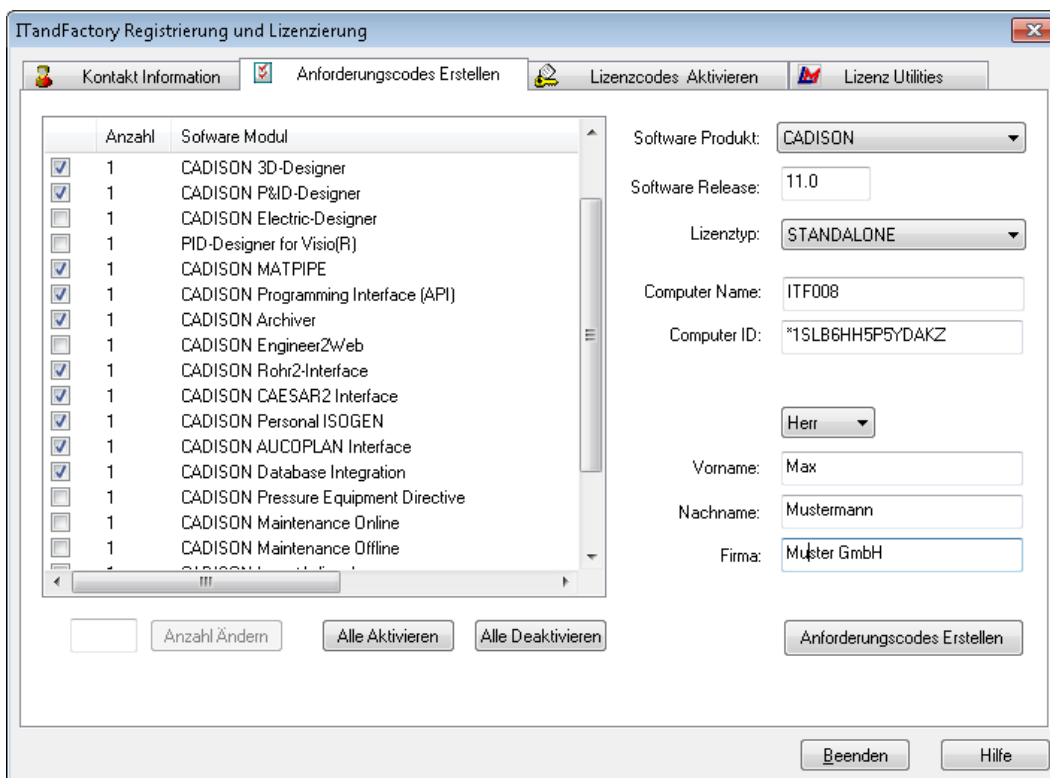 ITandFactory Registrierung und Lizenzierung
Kontakt Information Anforderungscodes Erstellen Lizenzcodes Aktivieren Lizenz Utilities
Anzahl Sofware Modul
1 CADISON 3D-Designer
1 CADISON P&ID-Designer
1 CADISON Electric-Designer
1 PID-Designer for Visio(R)
1 CADISON MATPIPE
1 CADISON Programming Interface (API)
1 CADISON Archiver
1 CADISON Engineer2Web
1 CADISON Rohr2-Interface
1 CADISON CAESAR2 Interface
1 CADISON Personal ISOGEN
1 CADISON AUCOPLAN Interface
1 CADISON Database Integration
1 CADISON Pressure Equipment Directive
1 CADISON Maintenance Online
1 CADISON Maintenance Offline
Anzahl Ändern Alle Aktivieren Alle Deaktivieren
Software Produkt: CADISON
Software Release: 11.0
Lizenztyp: STANDALONE
Computer Name: ITF008
Computer ID: *1SLB6HH5P5YDAKZ
Herr
Vorname: Max
Nachname: Mustermann
Firma: Muster GmbH
Anforderungscodes Erstellen
Beenden Hilfe